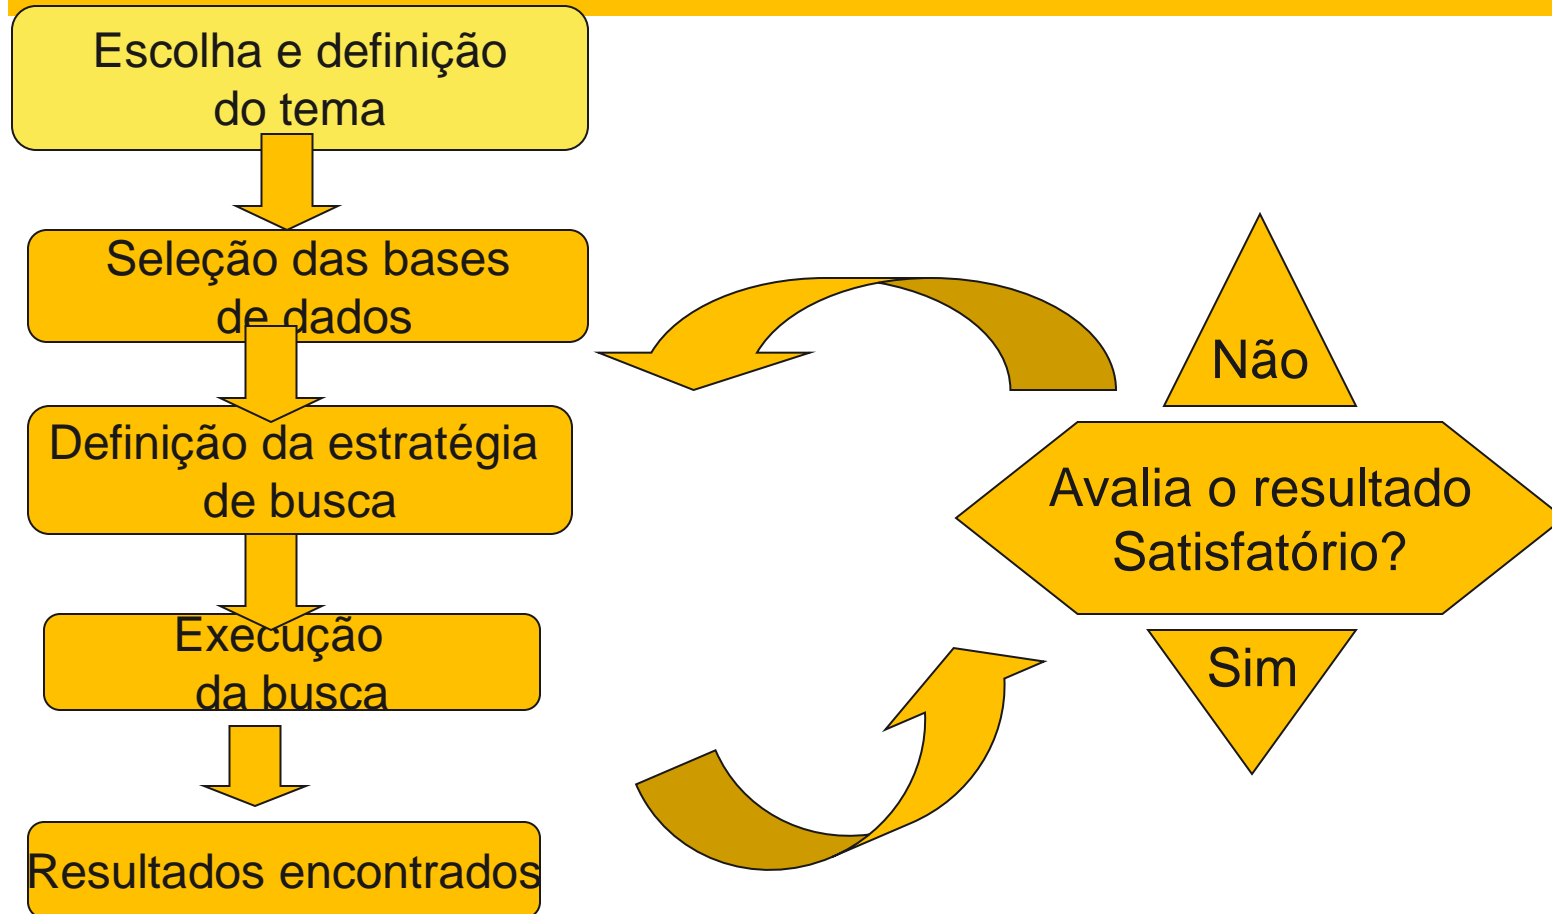 Escolha e definição
do tema
Seleção das bases
de dados
Definição da estratégia
de busca
Execução
da busca
Resultados encontrados
Não
Avalia o resultado
Satisfatório?
Sim